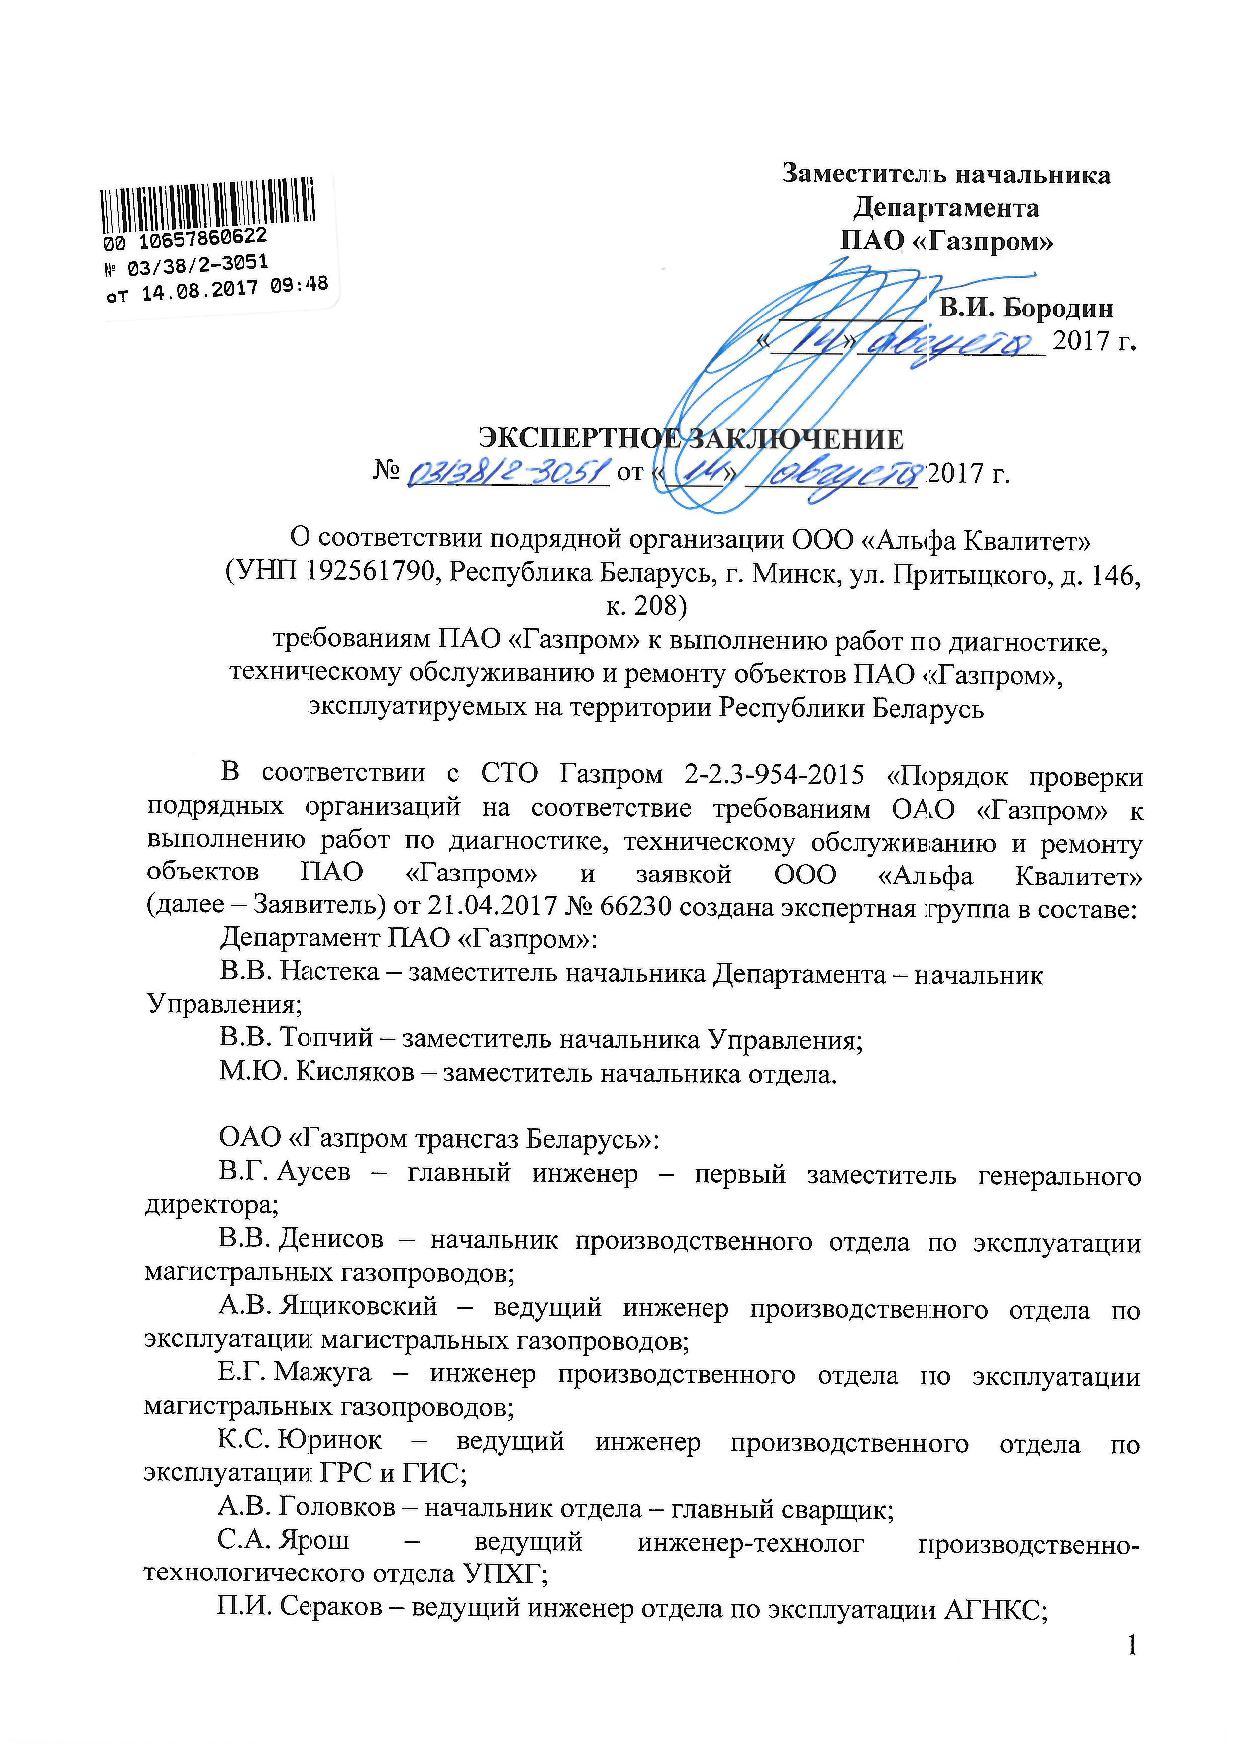 00 10657860622
№ 03/38/2-3051
от 14.08.2017 09:48
Заместитель начальника
Департамента
ПАО «Газпром»
____________ В.И. Бородин
«14» августа 2017 г.
ЭКСПЕРТНОЕ ЗАКЛЮЧЕНИЕ
№ 03/38/2-3051 от «14» августа 2017 г.
О соответствии подрядной организации ООО «Альфа Квалитет»
(УНП 192561790, Республика Беларусь, г. Минск, ул. Притыцкого, д. 146,
к. 208)
требованиям ПАО «Газпром» к выполнению работ по диагностике,
техническому обслуживанию и ремонту объектов ПАО «Газпром»,
эксплуатируемых на территории Республики Беларусь
В соответствии с СТО Газпром 2-2.3-954-2015 «Порядок проверки
подрядных организаций на соответствие требованиям ОАО «Газпром» к
выполнению работ по диагностике, техническому обслуживанию и ремонту
объектов ПАО «Газпром» и заявкой ООО «Альфа Квалитет»
(далее – Заявитель) от 21.04.2017 № 66230 создана экспертная группа в составе:
Департамент ПАО «Газпром»:
В.В. Настека – заместитель начальника Департамента – начальник
Управления;
В.В. Топчий – заместитель начальника Управления;
М.Ю. Кисляков – заместитель начальника отдела.
ОАО «Газпром трансгаз Беларусь»:
В.Г. Аусев – главный инженер – первый заместитель генерального
директора;
В.В. Денисов – начальник производственного отдела по эксплуатации
магистральных газопроводов;
А.В. Ящиковский – ведущий инженер производственного отдела по
эксплуатации магистральных газопроводов;
Е.Г. Мажуга – инженер производственного отдела по эксплуатации
магистральных газопроводов;
К.С. Юринок – ведущий инженер производственного отдела по
эксплуатации ГРС и ГИС;
А.В. Головков – начальник отдела – главный сварщик;
С.А. Ярош – ведущий инженер-технолог производственно-
технологического отдела УПХГ;
П.И. Сераков – ведущий инженер отдела по эксплуатации АГНКС;
1